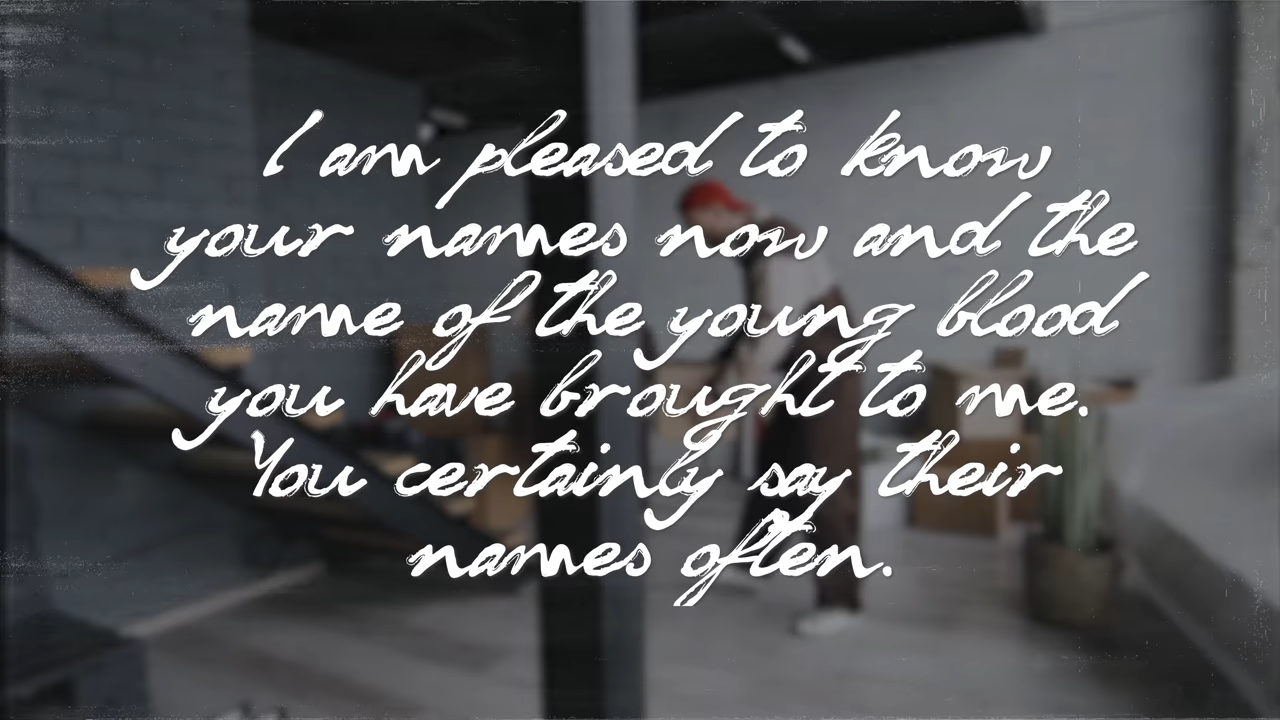 I am pleased to know
your names now and the
name of the young blood
you have brought to me.
You certainly say their
names often.